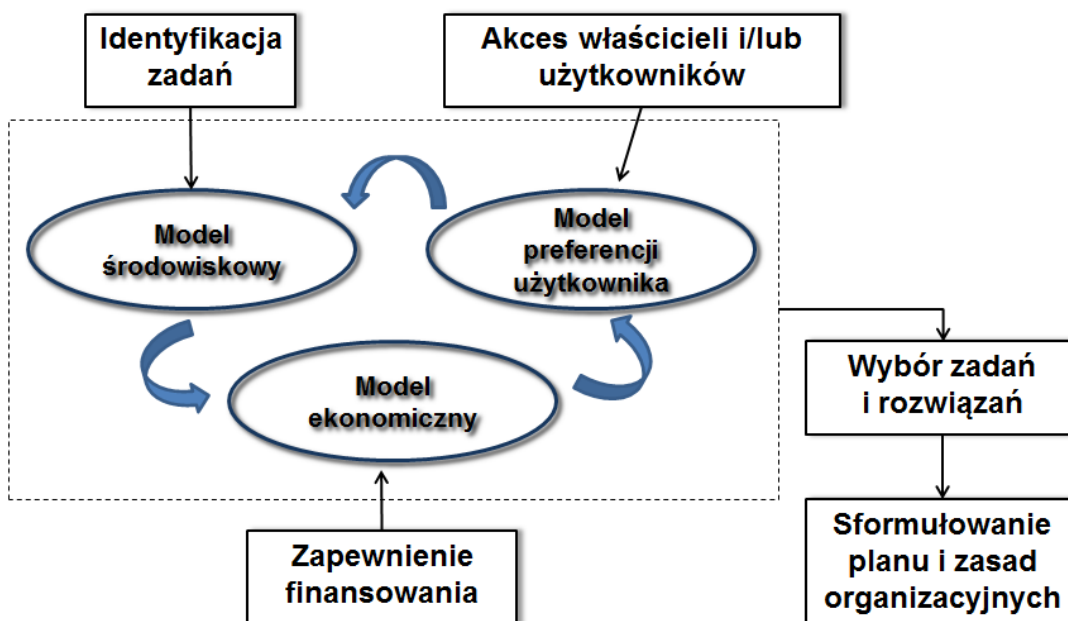 Identyfikacja
zadań
Akces właścicieli i/lub
użytkowników
Model
środowiskowy
Model
preferencji
użytkownika
Model
ekonomiczny
Wybór zadań
i rozwiązań
Zapewnienie
finansowania
Sformułowanie
planu i zasad
organizacyjnych